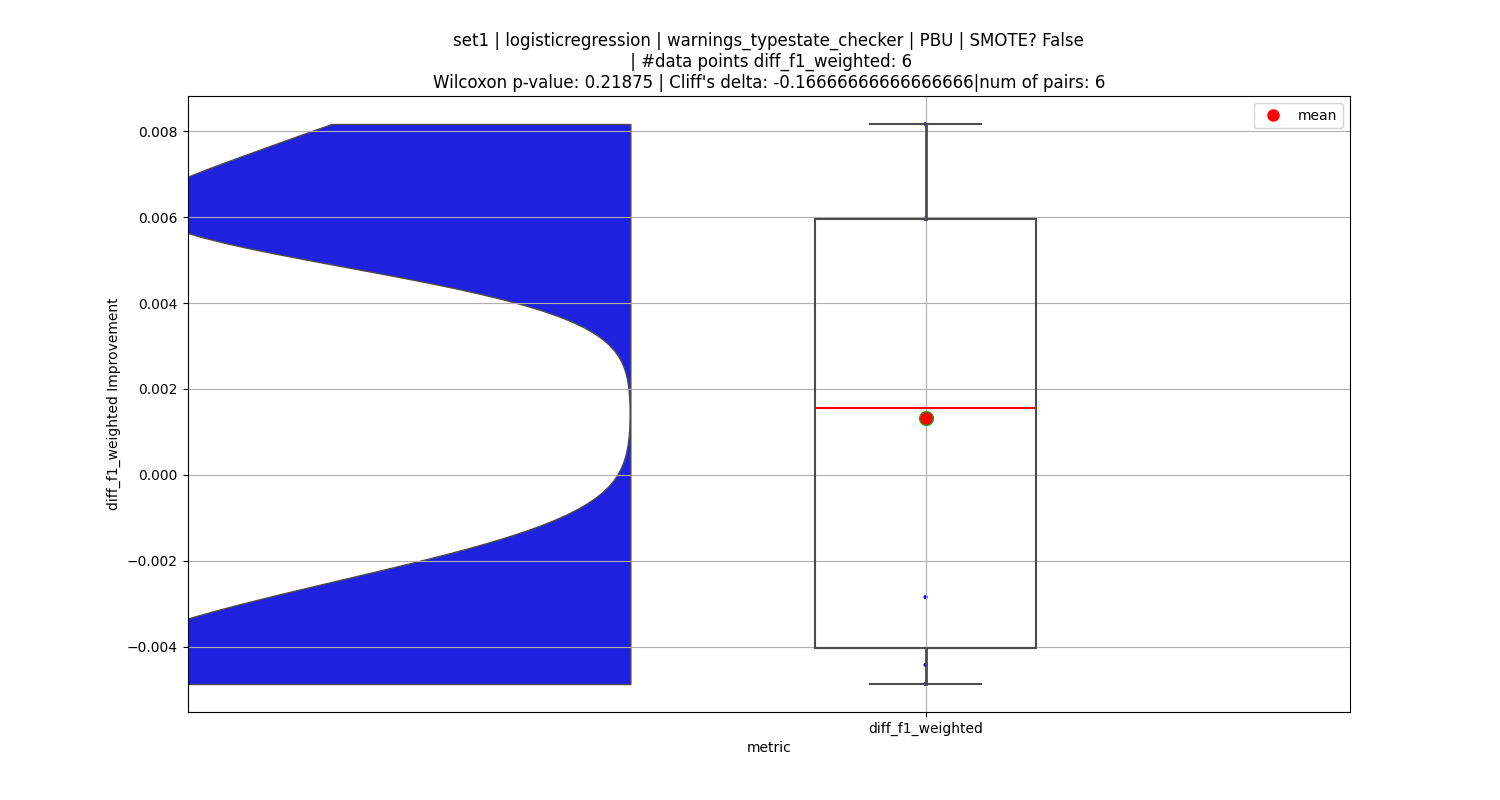 set1 | logisticregression | warnings_typestate_checker | PBU | SMOTE? False
| #data points diff_f1_weighted: 6
Wilcoxon p-value: 0.21875 | Cliff's delta: -0.16666666666666666|num of pairs: 6
mean
0.008
0.006
0.004
0.002
0.000
−0.002
−0.004
diff_f1_weighted Improvement
diff_f1_weighted
metric